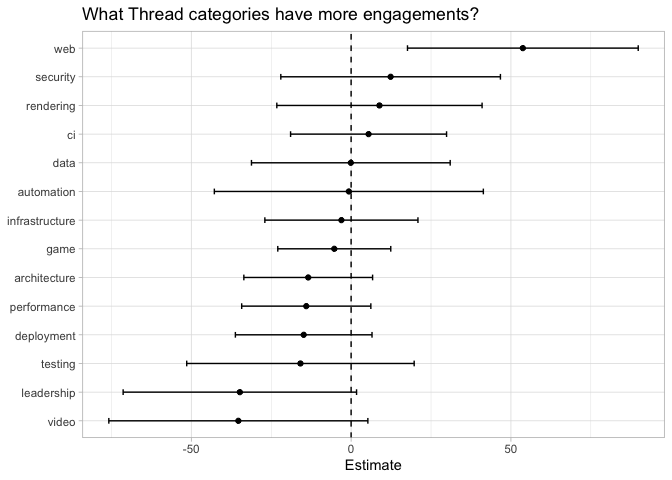 What Thread categories have more engagements?
web
security
rendering
ci
data
automation
infrastructure
game
architecture
performance
deployment
testing
leadership
video
-50 0 50
Estimate